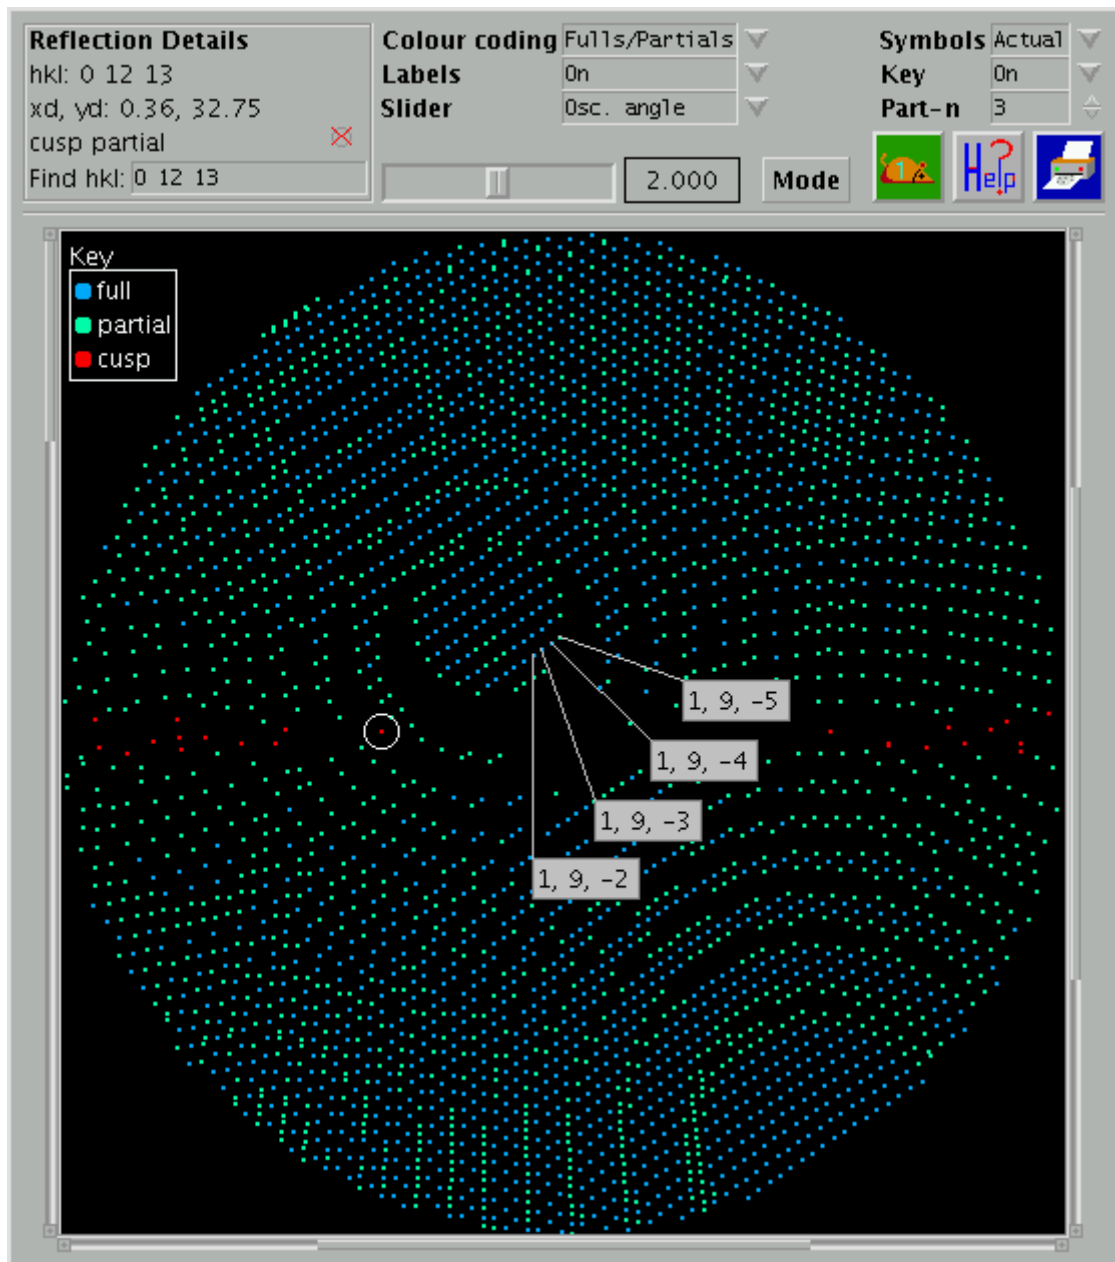 Reflection Details
hkl: 0 12 13
xd, yd: 0.36, 32.75
cusp partial
Find hkl: 0 12 13
Colour coding Fulls/Partials
Labels On
Slider Osc. angle
2.000 Mode
Symbols Actual
Key On
Part-n 3
1
Help?
Key
full
partial
cusp
1, 9, -5
1, 9, -4
1, 9, -3
1, 9, -2